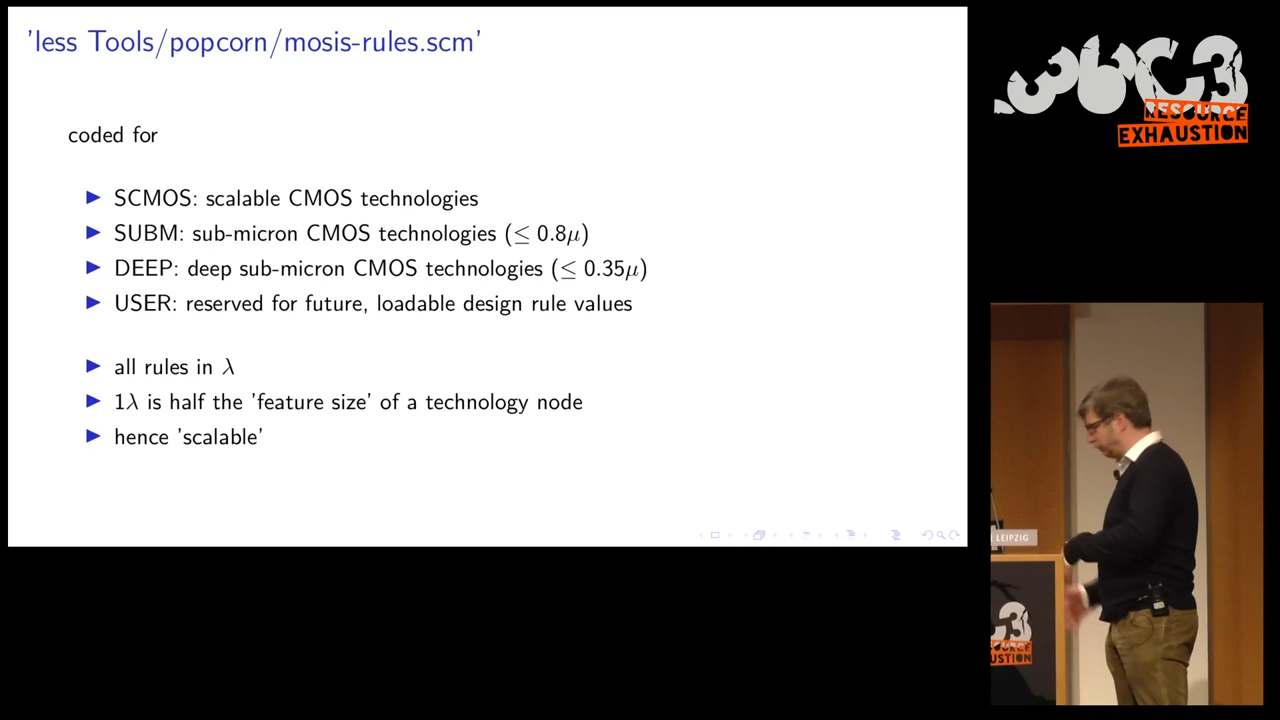 'less Tools/popcorn/mosis-rules.scm'
coded for
SCMOS: scalable CMOS technologies
SUBM: sub-micron CMOS technologies (≤ 0.8μ)
DEEP: deep sub-micron CMOS technologies (≤ 0.35μ)
USER: reserved for future, loadable design rule values
all rules in λ
1λ is half the 'feature size' of a technology node
hence 'scalable'
36C3
RESOURCE
EXHAUSTION
LEIPZIG